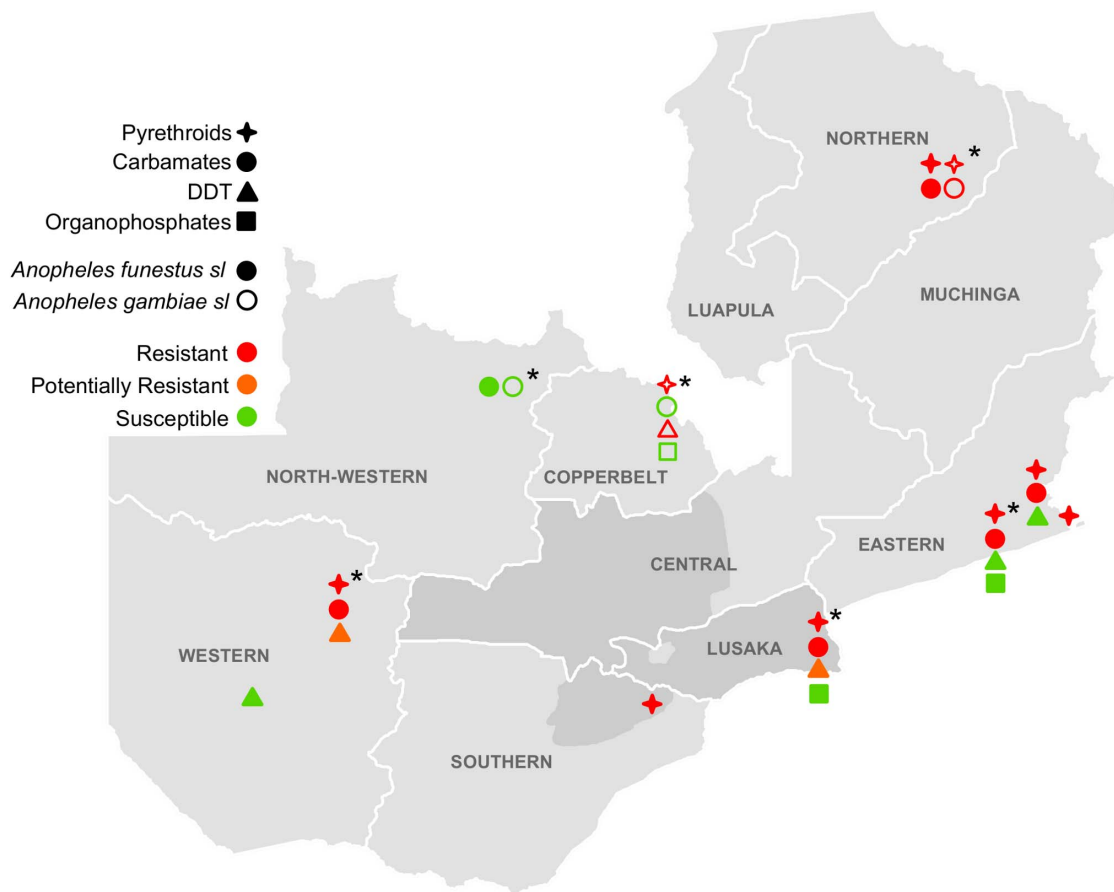 Pyrethroids
Carbamates
DDT
Organophosphates
Anopheles funestus sl
Anopheles gambiae sl
Resistant
Potentially Resistant
Susceptible
NORTHERN
*
MUCHINGA
LUAPULA
*
*
NORTH-WESTERN
COPPERBELT
*
EASTERN
CENTRAL
*
*
LUSAKA
WESTERN
SOUTHERN